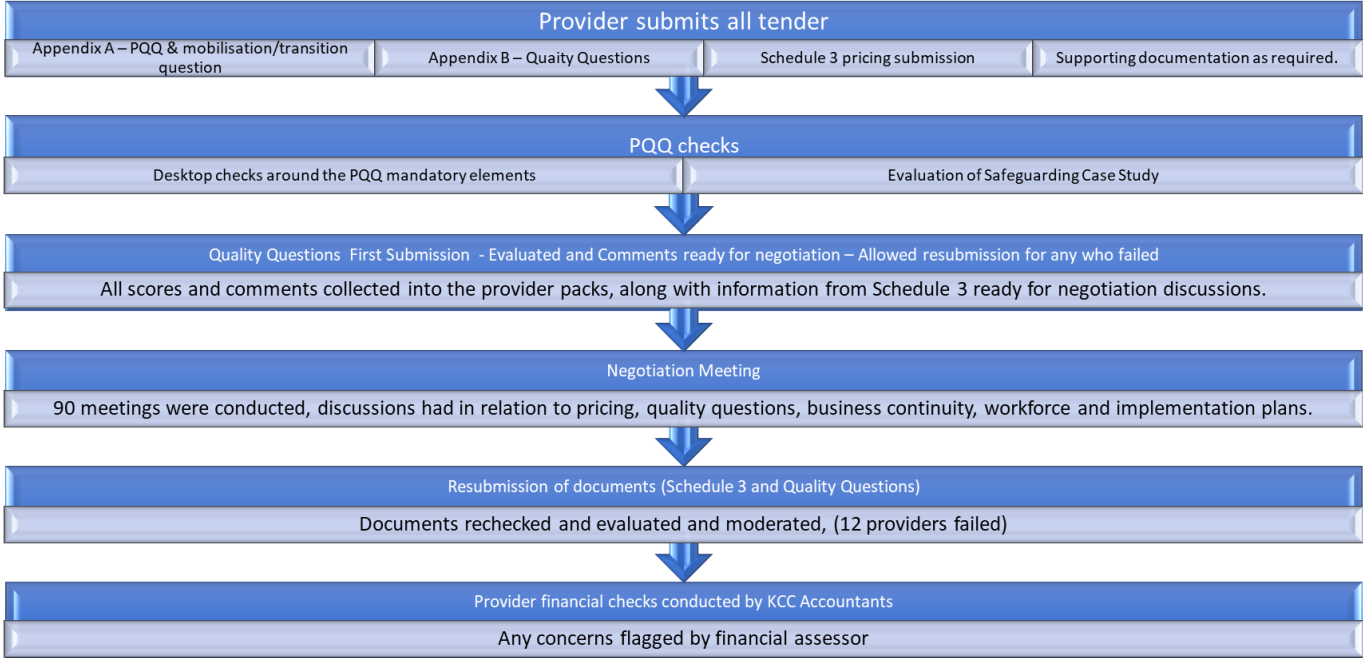 Provider submits all tender
Appendix A – PQQ & mobilisation/transition
question
Appendix B – Quaity Questions
Schedule 3 pricing submission
Supporting documentation as required.
PQQ checks
Desktop checks around the PQQ mandatory elements
Evaluation of Safeguarding Case Study
Quality Questions First Submission - Evaluated and Comments ready for negotiation – Allowed resubmission for any who failed
All scores and comments collected into the provider packs, along with information from Schedule 3 ready for negotiation discussions.
Negotiation Meeting
90 meetings were conducted, discussions had in relation to pricing, quality questions, business continuity, workforce and implementation plans.
Resubmission of documents (Schedule 3 and Quality Questions)
Documents rechecked and evaluated and moderated, (12 providers failed)
Provider financial checks conducted by KCC Accountants
Any concerns flagged by financial assessor